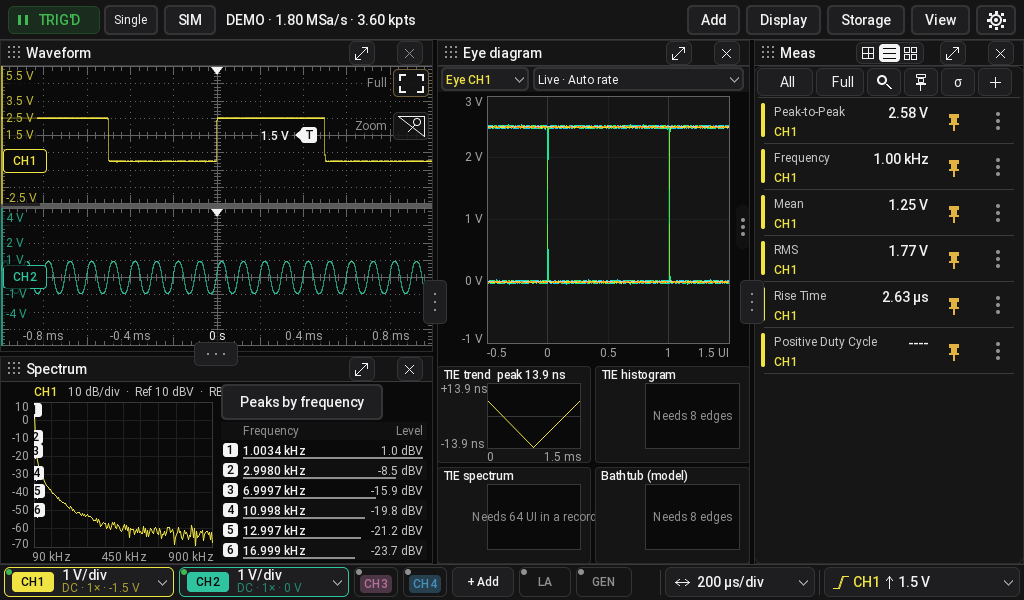 TRIG'D Single SIM DEMO · 1.80 MSa/s · 3.60 kpts Add Display Storage View
Waveform
5.5 V
Full
3.5 V
2.5 V
Zoom
1.5 V
1.5 V T
CH1
-2.5 V
4 V
2 V
1 V
CH2
-1 V
-4 V
-0.8 ms -0.4 ms 0 s 0.4 ms 0.8 ms
Spectrum
CH1 10 dB/div · Ref 10 dBV · RB
Peaks by frequency
10
0
-10
-20
-30
-40
-50
-60
-70
2
3
4
5
6
90 kHz 450 kHz 900 kHz
Frequency Level
1 1.0034 kHz 1.0 dBV
2 2.9980 kHz -8.5 dBV
3 6.9997 kHz -15.9 dBV
4 10.998 kHz -19.8 dBV
5 12.997 kHz -21.2 dBV
6 16.999 kHz -23.7 dBV
Eye diagram
Eye CH1 Live · Auto rate
3 V
2 V
1 V
0 V
-1 V
-0.5 0 0.5 1 1.5 UI
TIE trend peak 13.9 ns
+13.9 ns
-13.9 ns
0 1.5 ms
TIE histogram
Needs 8 edges
TIE spectrum
Needs 64 UI in a record
Bathtub (model)
Needs 8 edges
Meas
All Full σ +
Peak-to-Peak 2.58 V
CH1
Frequency 1.00 kHz
CH1
Mean 1.25 V
CH1
RMS 1.77 V
CH1
Rise Time 2.63 µs
CH1
Positive Duty Cycle ----
CH1
CH1 1 V/div
DC · 1× · -1.5 V
CH2 1 V/div
DC · 1× · 0 V
CH3 CH4 + Add LA GEN 200 µs/div CH1 ↑ 1.5 V